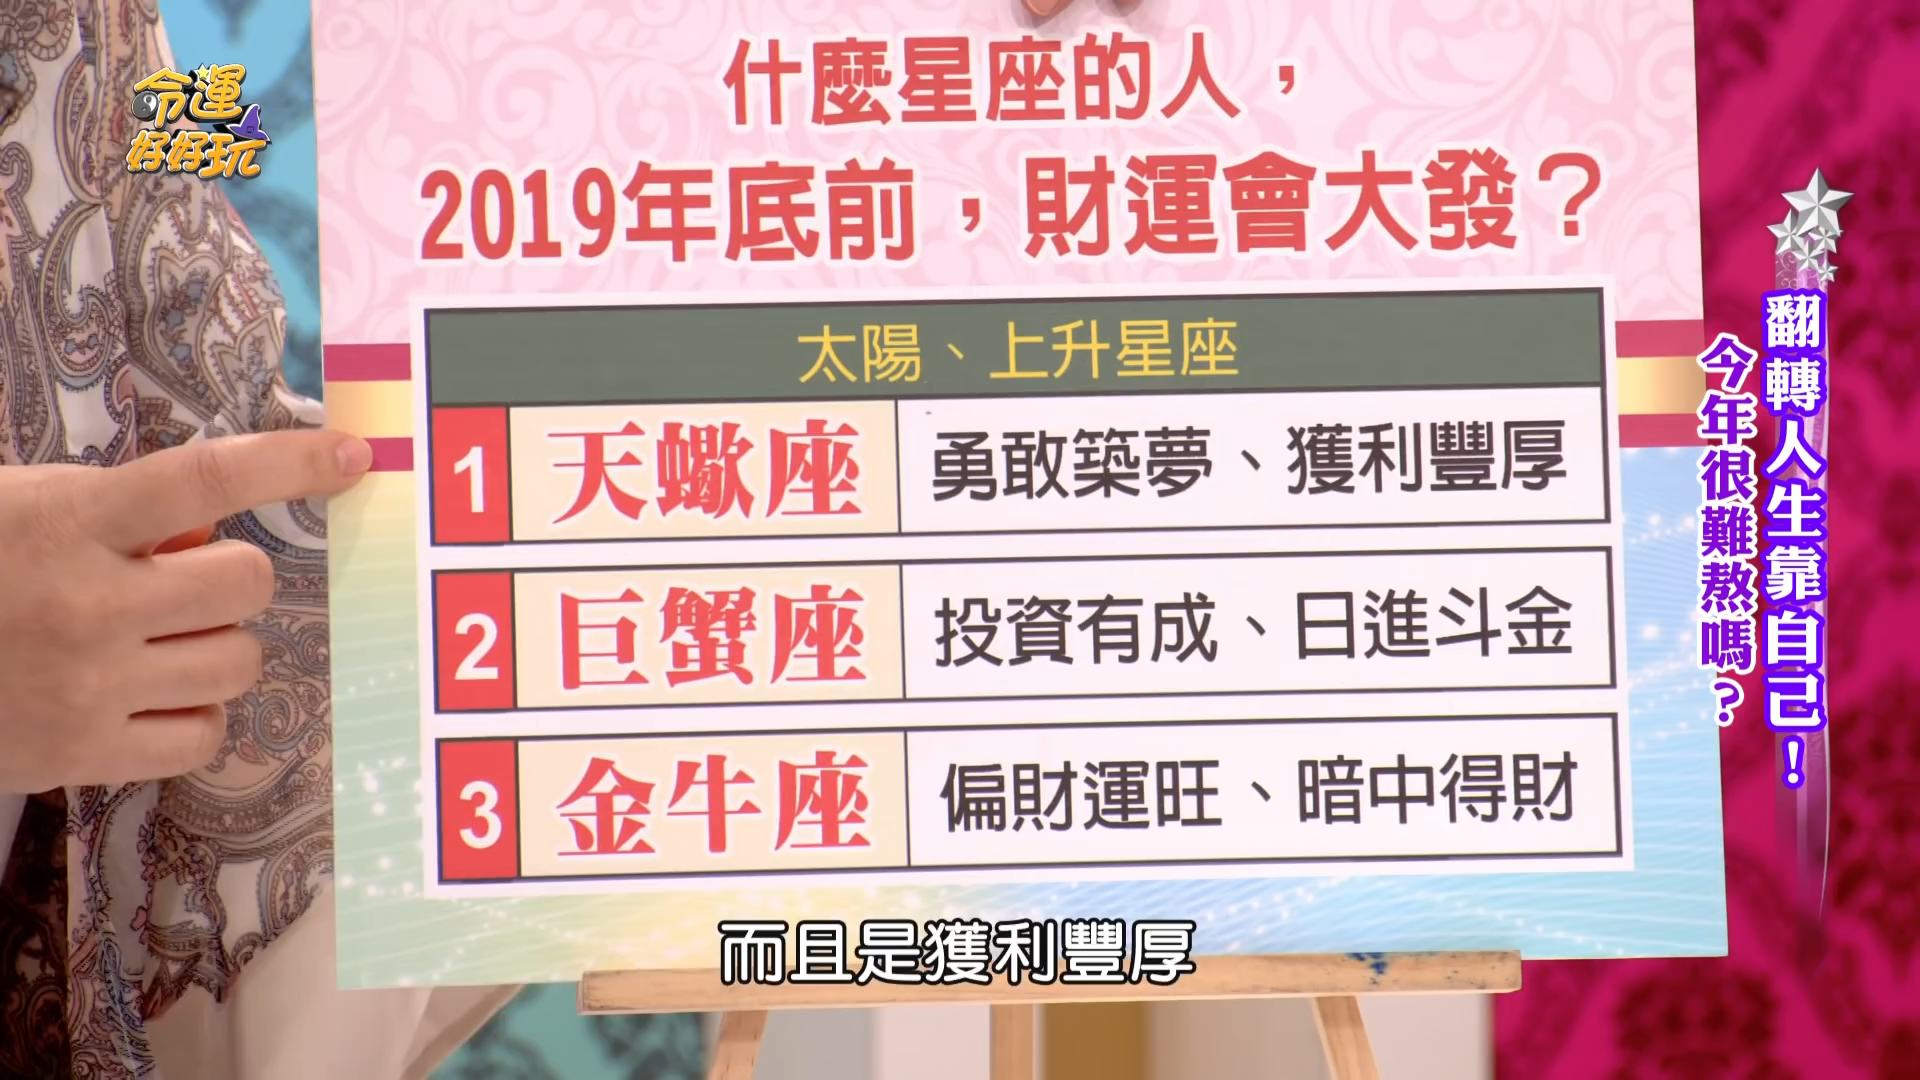 命運
好好玩
什麼星座的人，
2019年底前，財運會大發？
太陽、上升星座
1 天蠍座 勇敢築夢、獲利豐厚
2 巨蟹座 投資有成、日進斗金
3 金牛座 偏財運旺、暗中得財
翻轉人生靠自己！
今年很難熬嗎？
而且是獲利豐厚